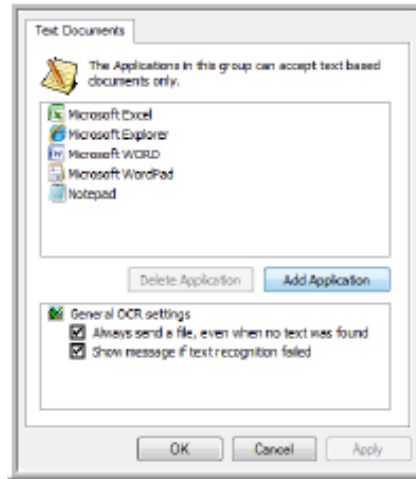 Text Documents
The Applications in this group can accept text based
documents only.
Microsoft Excel
Microsoft Explorer
Microsoft WORD
Microsoft WordPad
Notepad
Delete Application
Add Application
General OCR settings
Always send a file, even when no text was found
Show message if text recognition failed
OK
Cancel
Apply